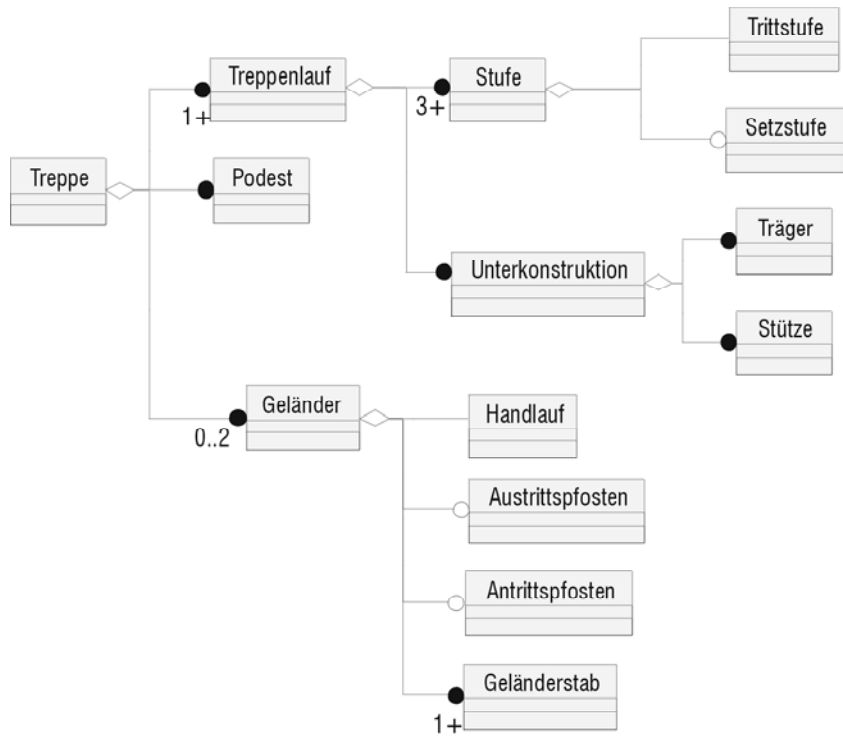 Trittstufe
Treppenlauf
Stufe
1+
3+
Setzstufe
Treppe
Podest
Träger
Unterkonstruktion
Stütze
Geländer
Handlauf
0..2
Austrittspfosten
Antrittspfosten
Geländerstab
1+